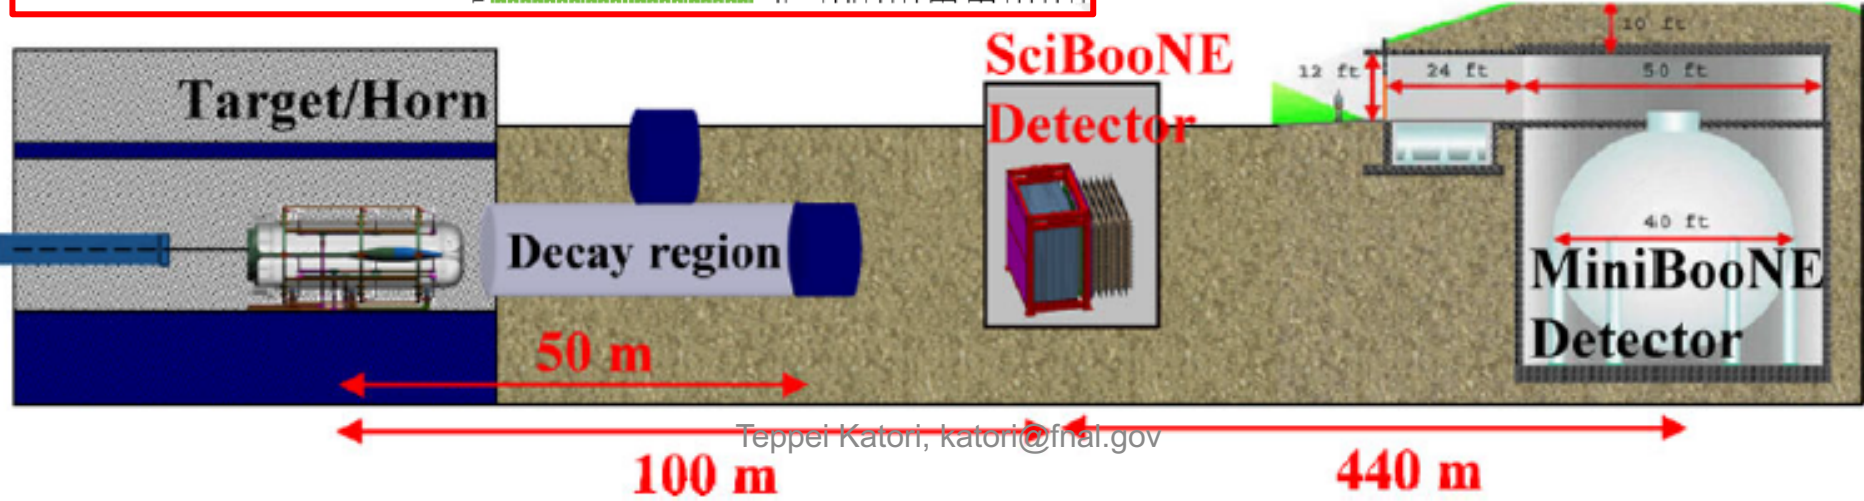 SciBooNE
Detector
Target/Horn
10 ft
12 ft
24 ft
50 ft
40 ft
Decay region
MiniBooNE
Detector
50 m
Teppei Katori, katori@fnal.gov
100 m
440 m